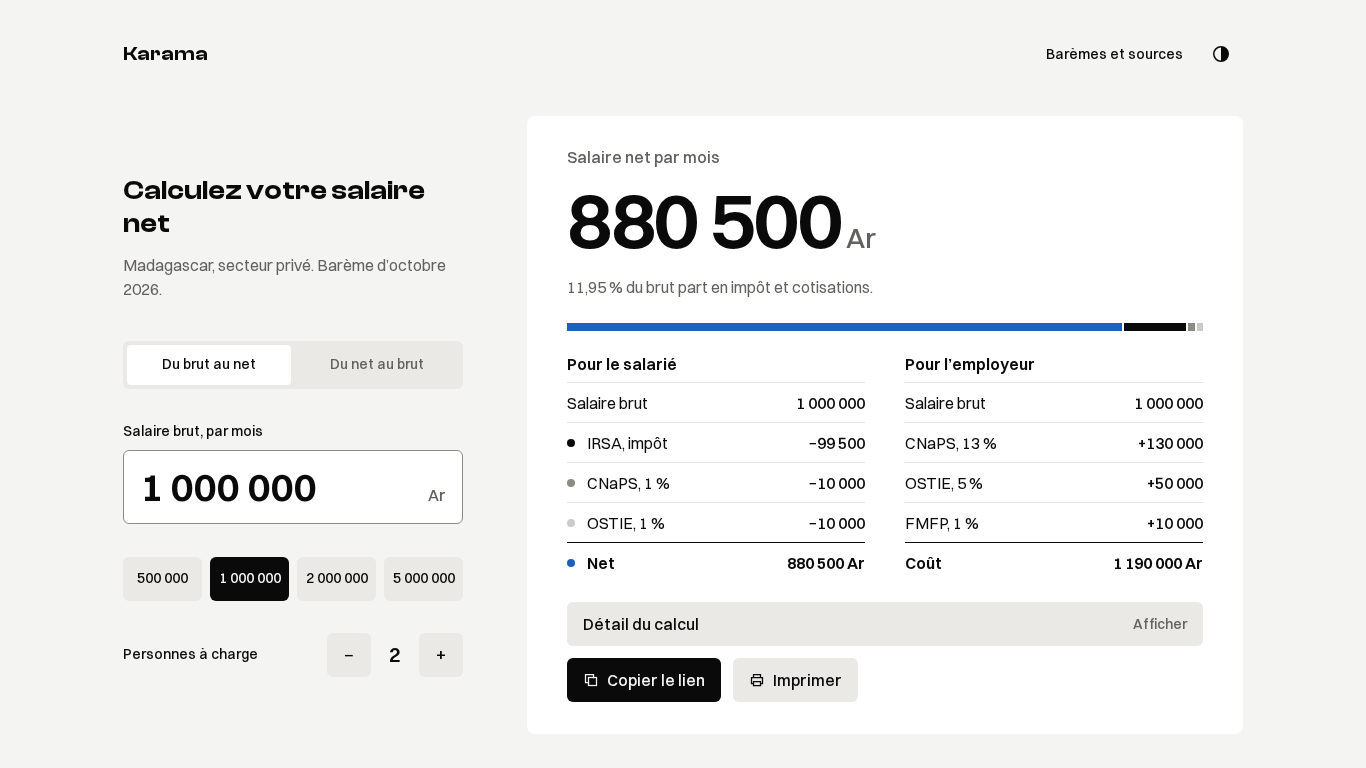 Karama
Barèmes et sources
Calculez votre salaire
net
Madagascar, secteur privé. Barème d’octobre
2026.
Du brut au net
Du net au brut
Salaire brut, par mois
1 000 000 Ar
500 000
1 000 000
2 000 000
5 000 000
Personnes à charge
− 2 +
Salaire net par mois
880 500 Ar
11,95 % du brut part en impôt et cotisations.
Pour le salarié
Salaire brut 1 000 000
IRSA, impôt −99 500
CNaPS, 1 % −10 000
OSTIE, 1 % −10 000
Net 880 500 Ar
Pour l’employeur
Salaire brut 1 000 000
CNaPS, 13 % +130 000
OSTIE, 5 % +50 000
FMFP, 1 % +10 000
Coût 1 190 000 Ar
Détail du calcul Afficher
Copier le lien
Imprimer